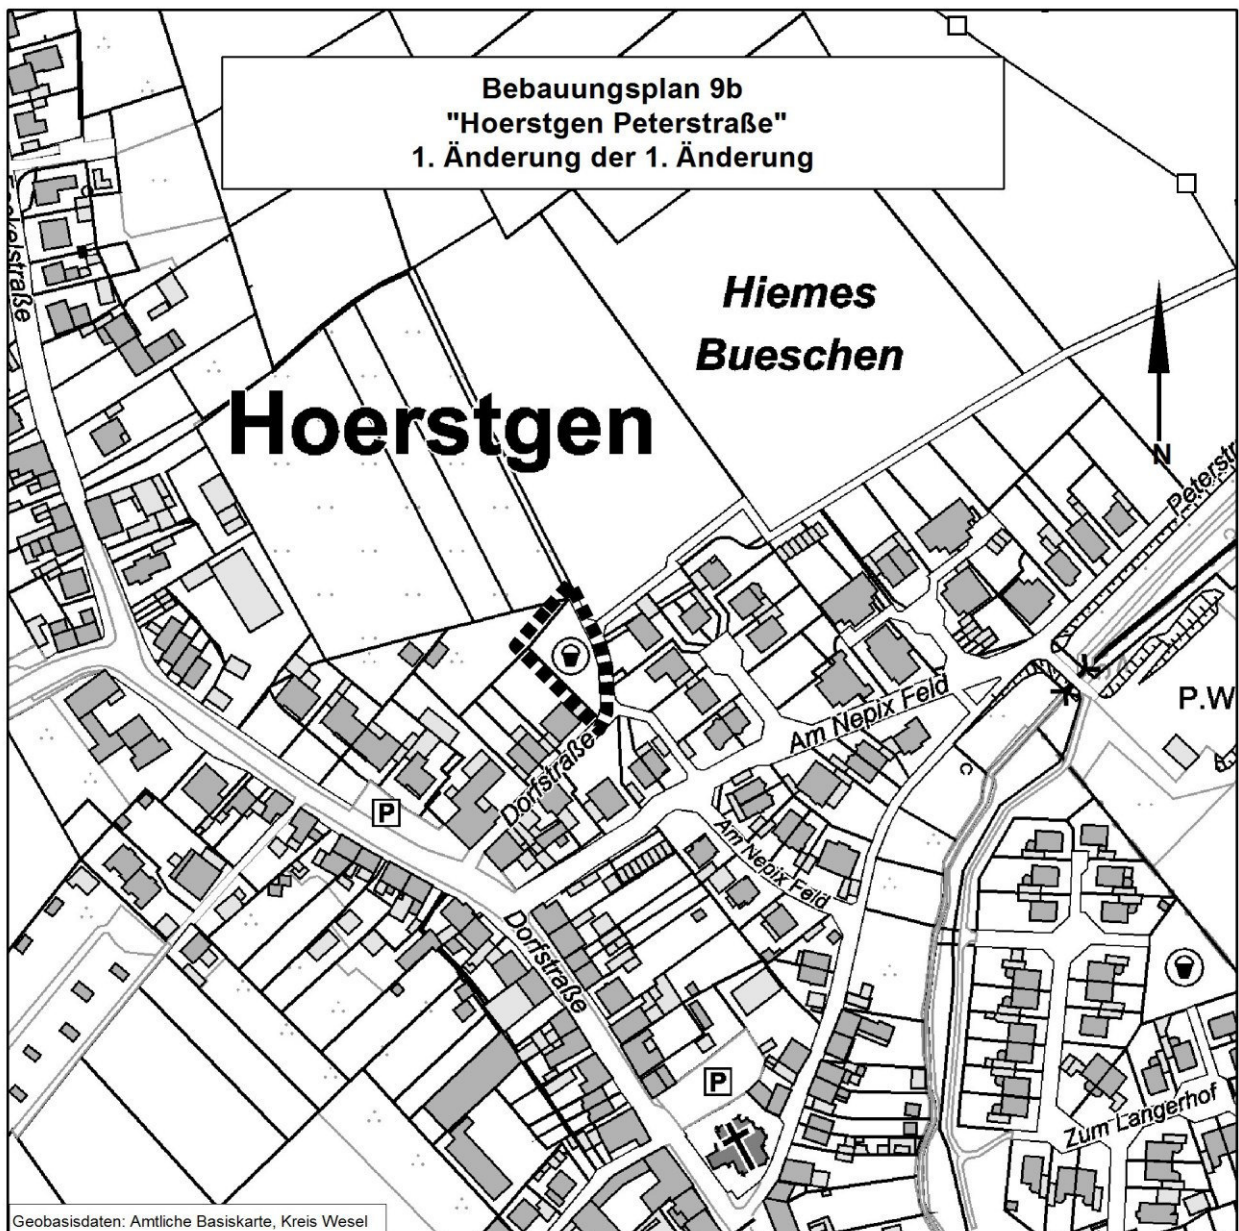 Bebauungsplan 9b
"Hoerstgen Peterstraße"
1. Änderung der 1. Änderung
Hiemes
Bueschen
Hoerstgen
N
Peterstr
P.W
Am Nepix Feld
Dorfstraße
P
Am Nepix Feld
Dorfstraße
P
Zum Langerhof
Geobasisdaten: Amtliche Basiskarte, Kreis Wesel